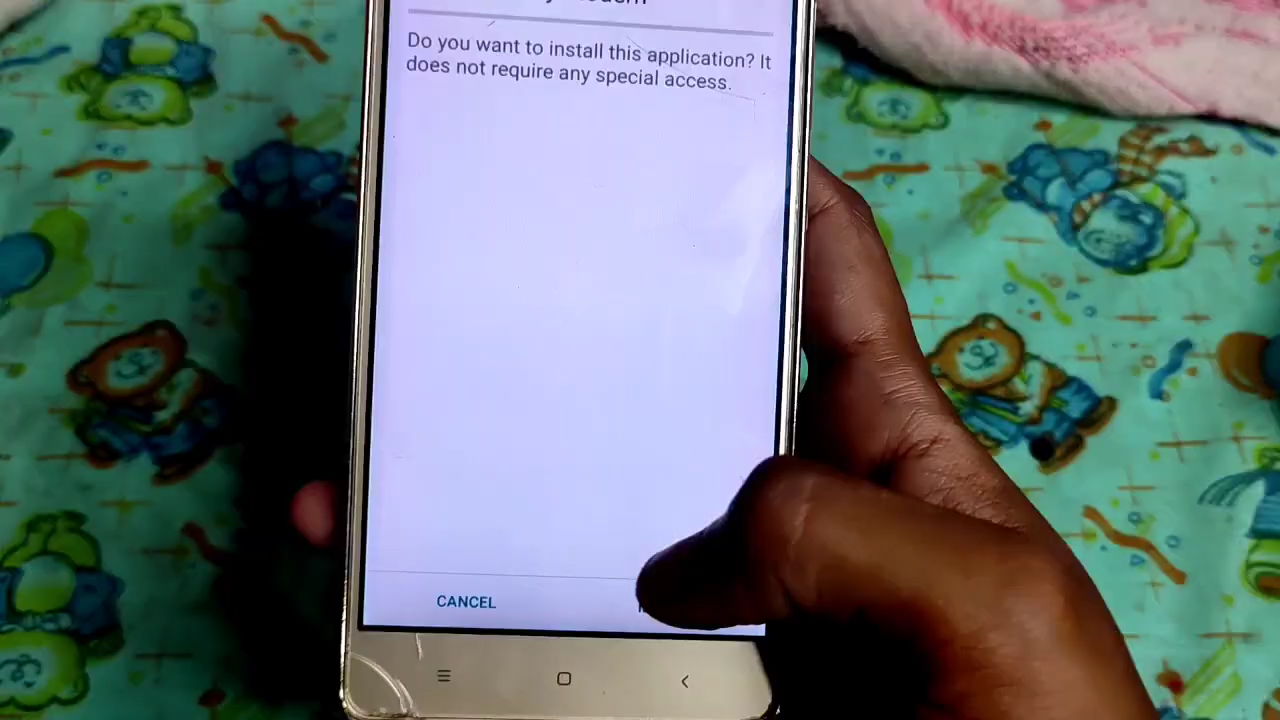 Do you want to install this application? It
does not require any special access.
CANCEL